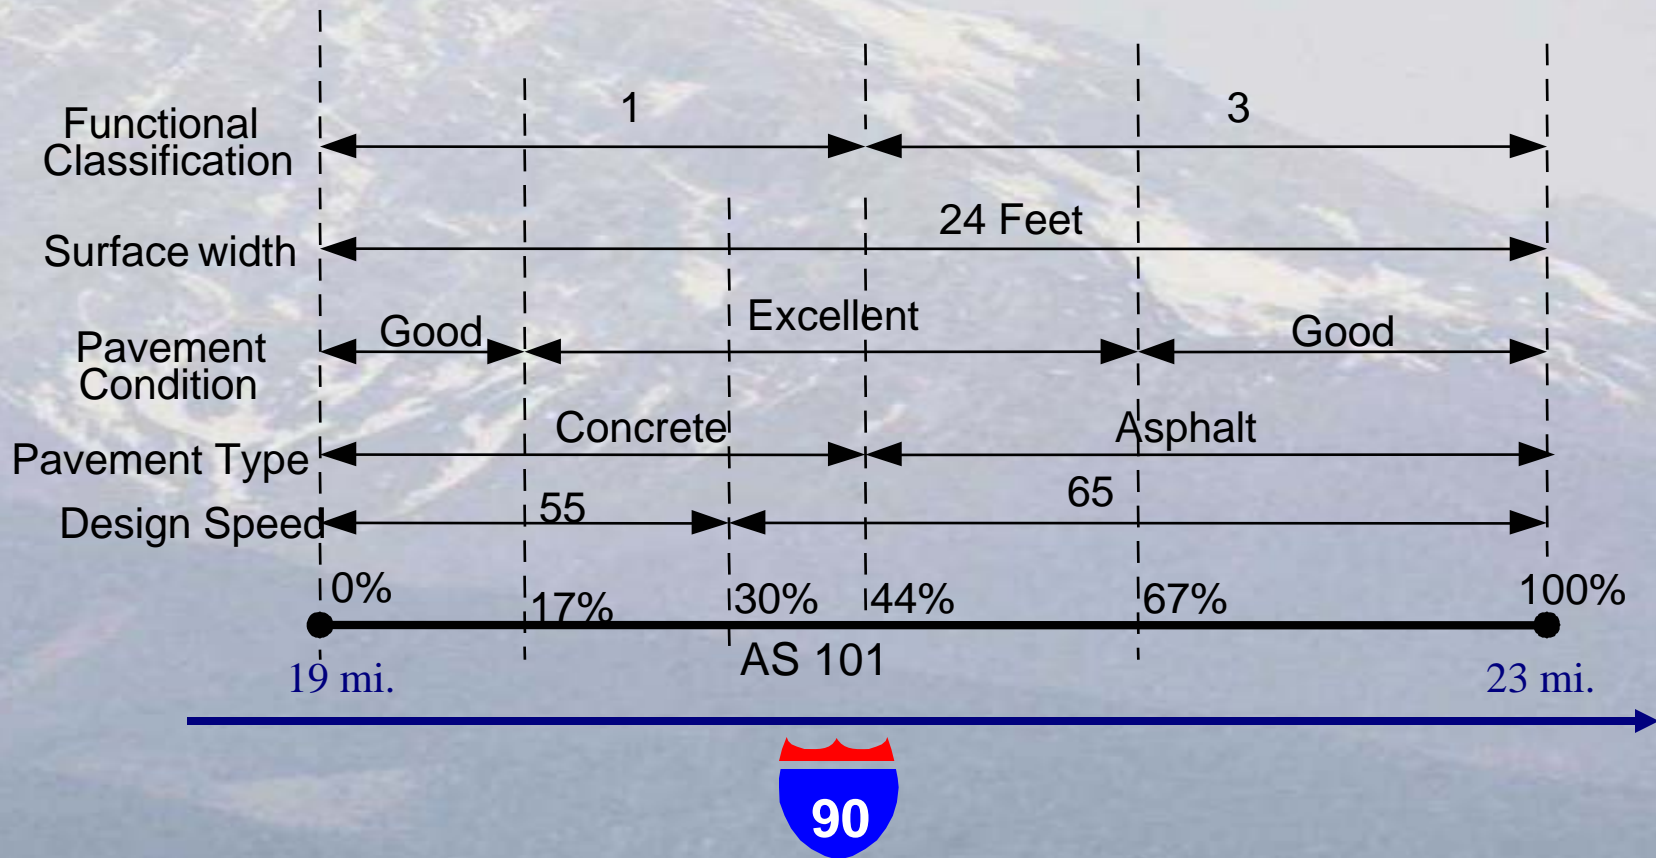 1
3
Functional
Classification
24 Feet
Surface width
Good
Excellent
Good
Pavement
Condition
Concrete
Asphalt
Pavement Type
55
65
Design Speed
0%
17%
30%
44%
67%
100%
AS 101
19 mi.
23 mi.
90